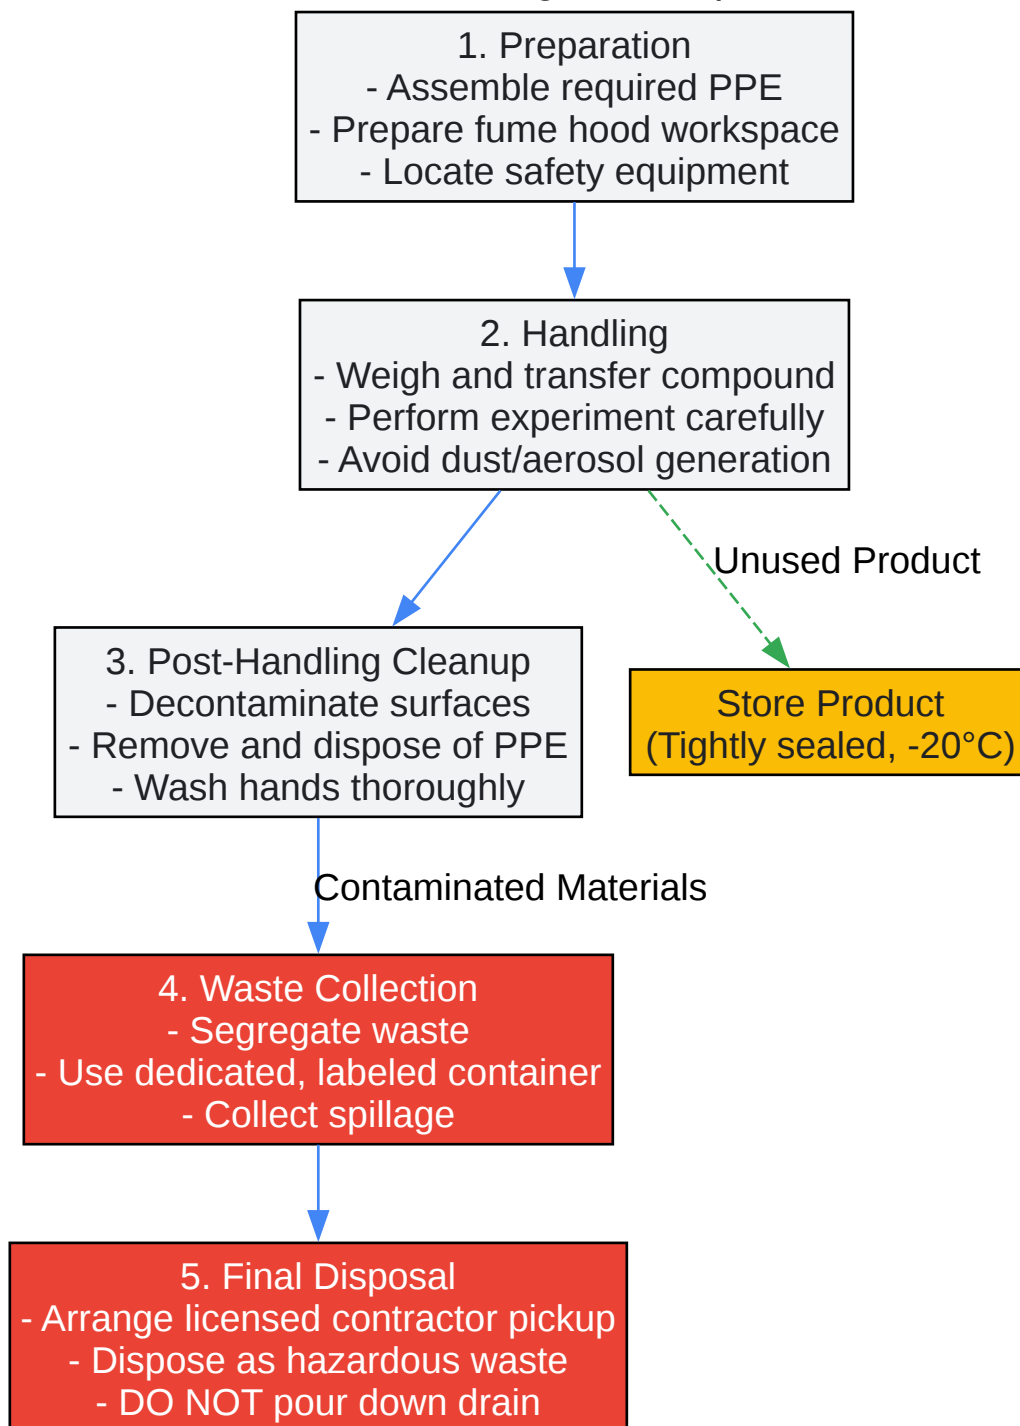 1. Preparation
- Assemble required PPE
- Prepare fume hood workspace
- Locate safety equipment
2. Handling
- Weigh and transfer compound
- Perform experiment carefully
- Avoid dust/aerosol generation
Unused Product
3. Post-Handling Cleanup
- Decontaminate surfaces
- Remove and dispose of PPE
- Wash hands thoroughly
Store Product
(Tightly sealed, -20°C)
Contaminated Materials
4. Waste Collection
- Segregate waste
- Use dedicated, labeled container
- Collect spillage
5. Final Disposal
- Arrange licensed contractor pickup
- Dispose as hazardous waste
- DO NOT pour down drain